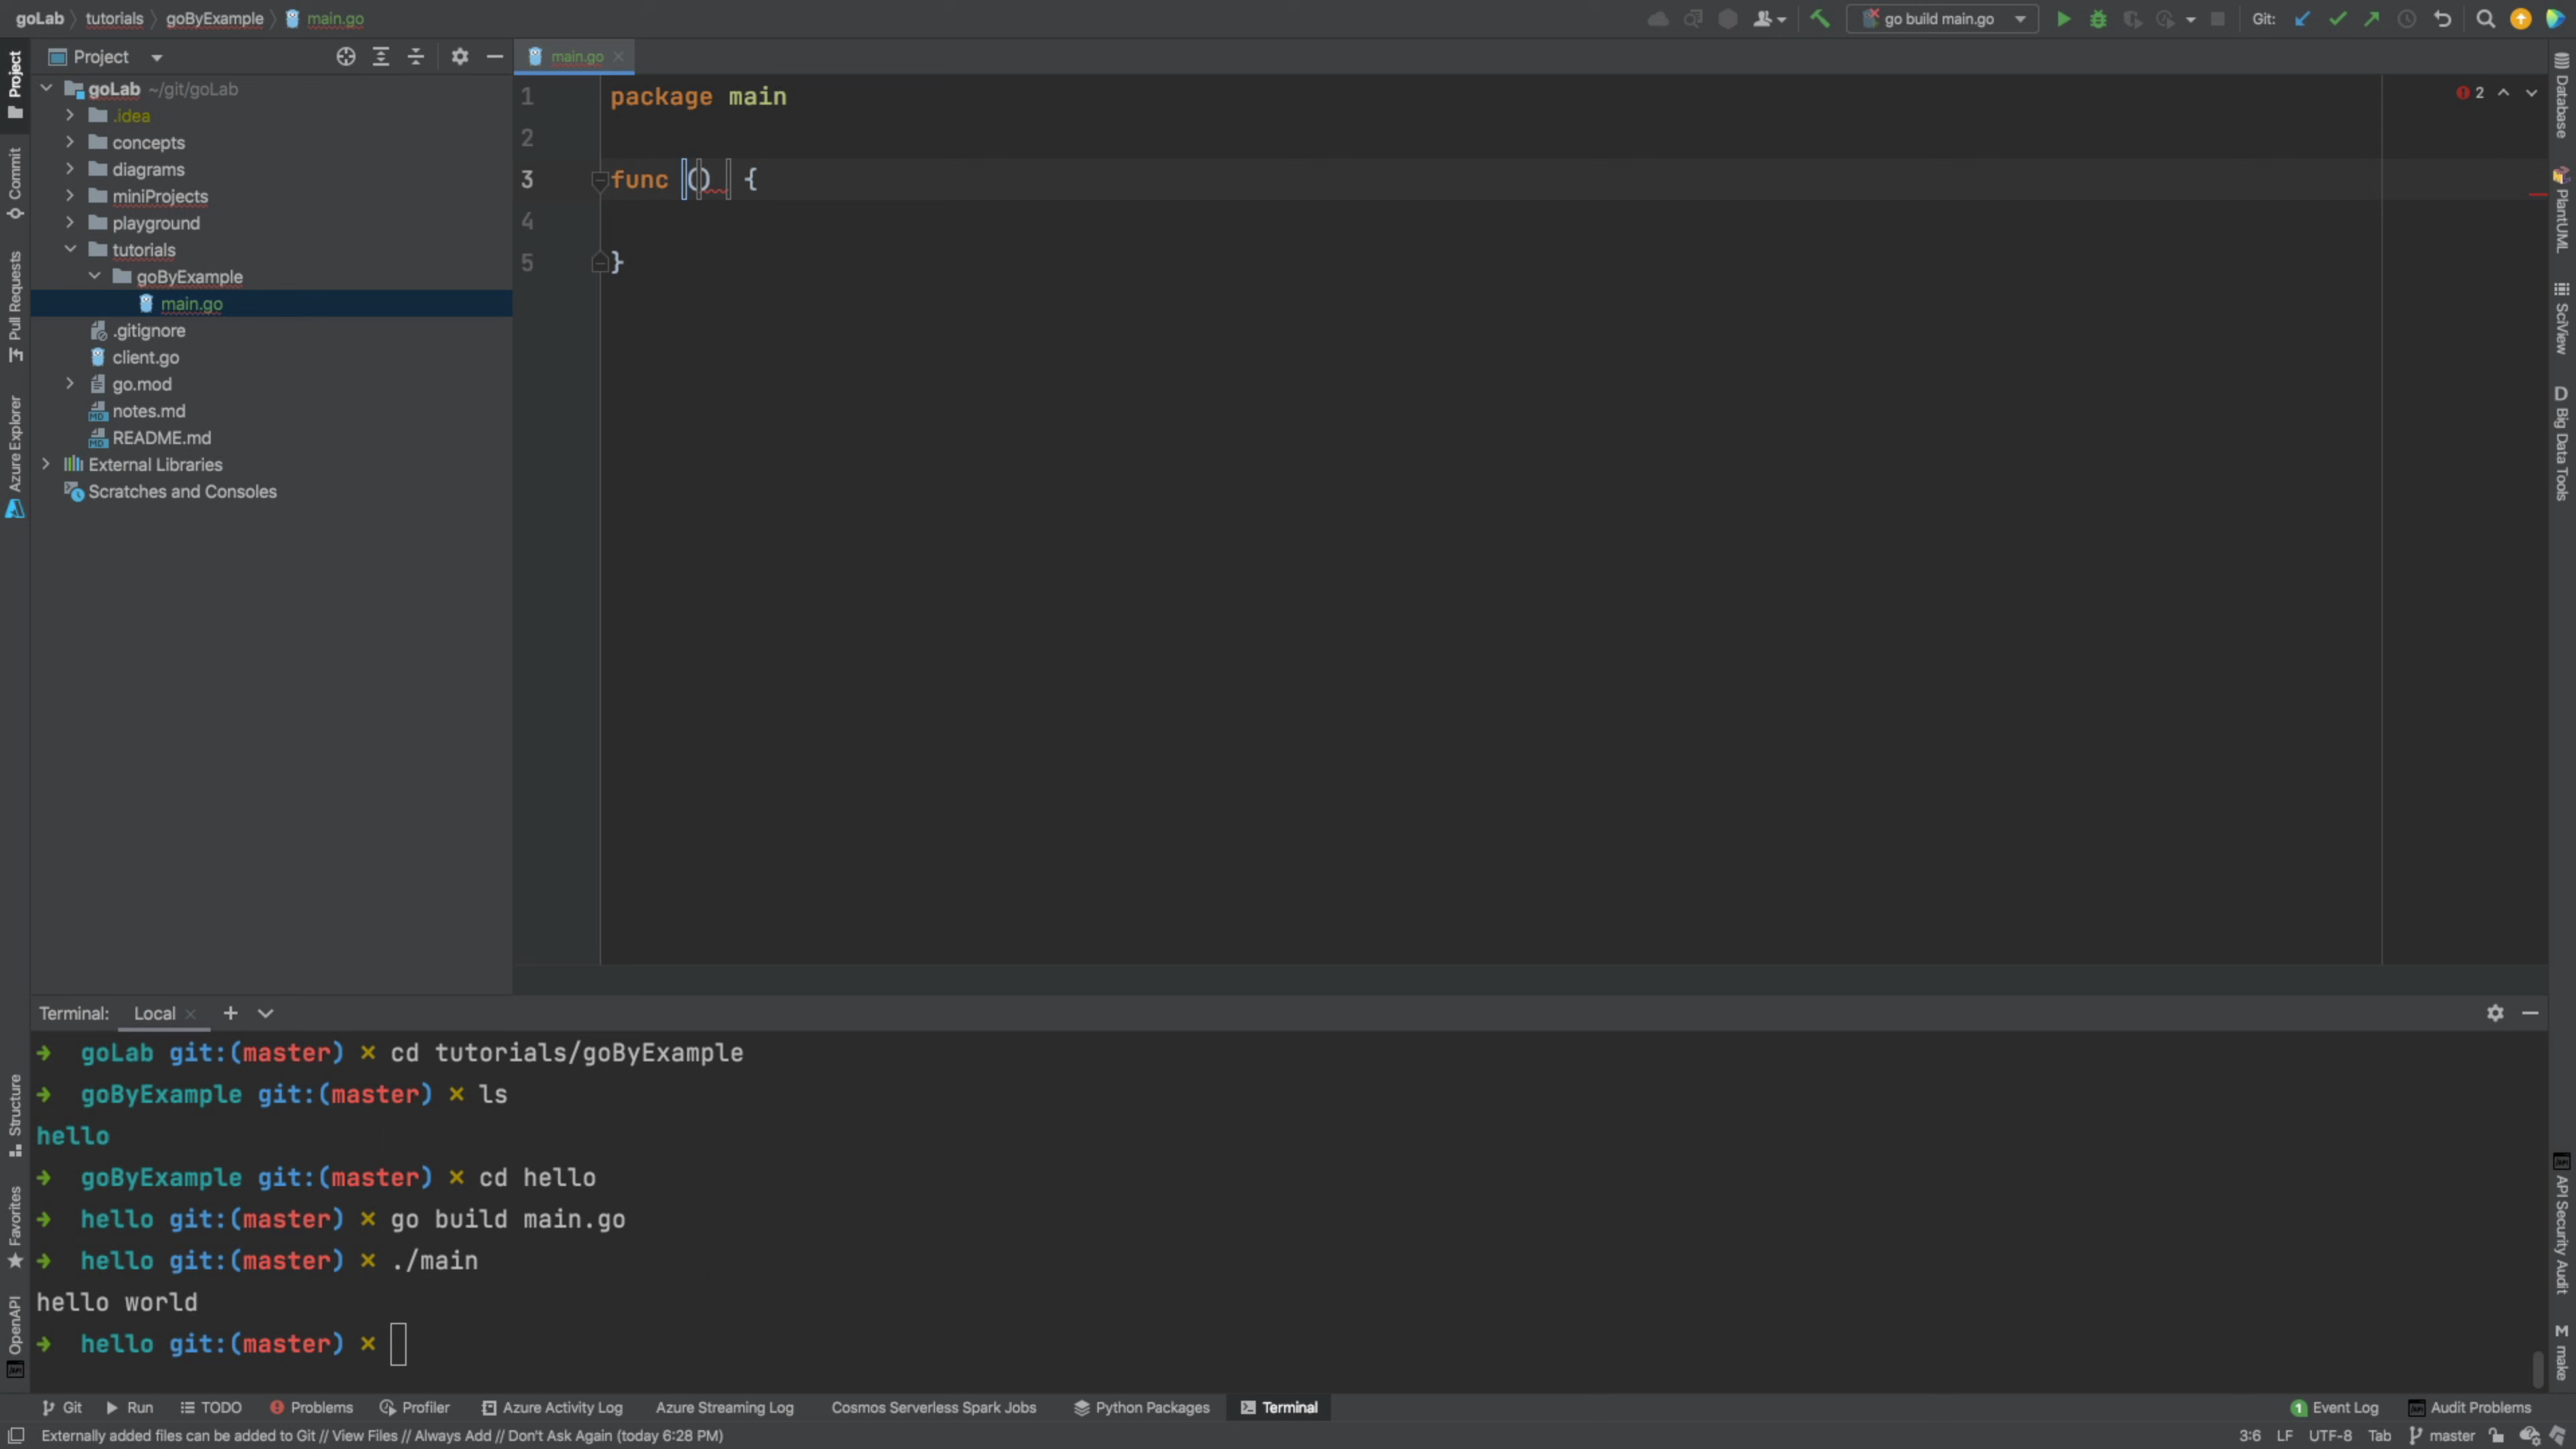 goLab tutorials goByExample main.go go build main.go Git:
Project main.go
goLab ~/git/goLab
.idea
concepts
diagrams
miniProjects
playground
tutorials
goByExample
main.go
.gitignore
client.go
go.mod
notes.md
README.md
External Libraries
Scratches and Consoles
1 package main
2
3 func () {
4
5 }
2
Project
Commit
Pull Requests
Azure Explorer
Structure
Favorites
OpenAPI
Database
PlantUML
SciView
D Big Data Tools
API Security Audit
M make
Terminal: Local
→ goLab git:(master) × cd tutorials/goByExample
→ goByExample git:(master) × ls
hello
→ goByExample git:(master) × cd hello
→ hello git:(master) × go build main.go
→ hello git:(master) × ./main
hello world
→ hello git:(master) ×
Git Run TODO Problems Profiler Azure Activity Log Azure Streaming Log Cosmos Serverless Spark Jobs Python Packages Terminal 1 Event Log Audit Problems
Externally added files can be added to Git // View Files // Always Add // Don't Ask Again (today 6:28 PM) 3:6 LF UTF-8 Tab master